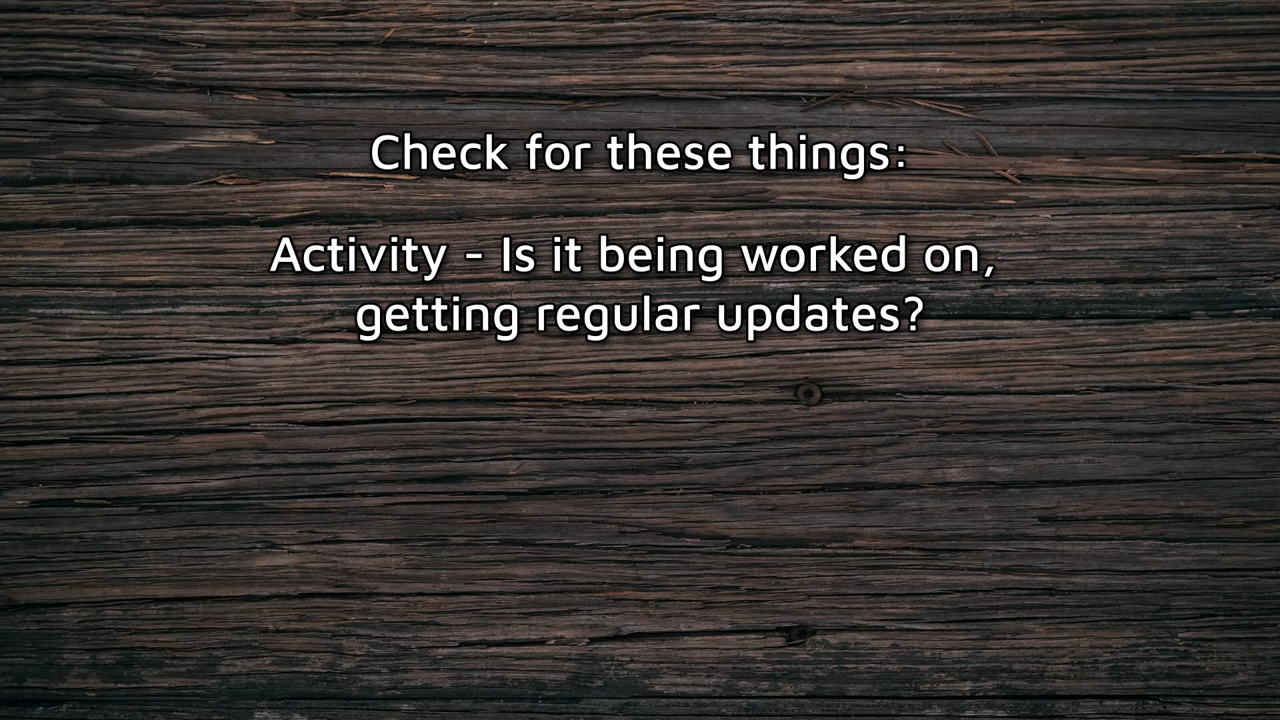 Check for these things:
Activity - Is it being worked on,
getting regular updates?